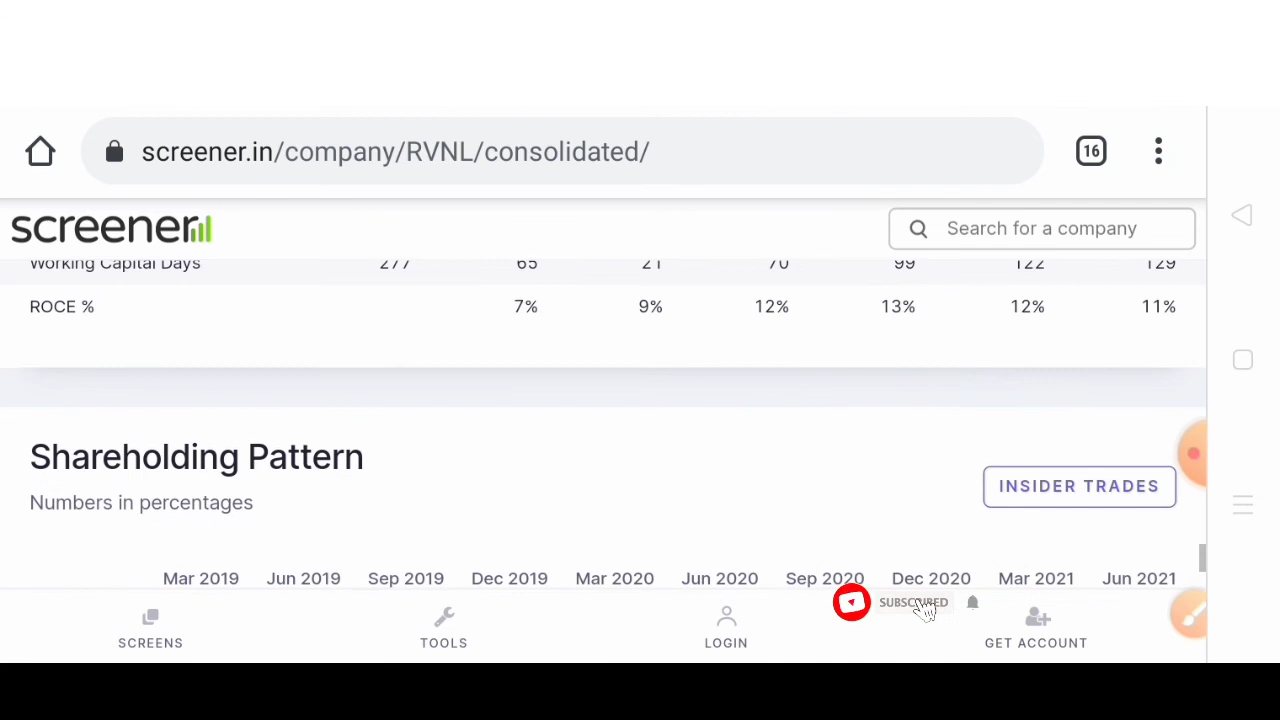 screener.in/company/RVNL/consolidated/
16
screener
Search for a company
Working Capital Days 277 65 21 70 99 122 129
ROCE % 7% 9% 12% 13% 12% 11%
Shareholding Pattern
INSIDER TRADES
Numbers in percentages
Mar 2019 Jun 2019 Sep 2019 Dec 2019 Mar 2020 Jun 2020 Sep 2020 Dec 2020 Mar 2021 Jun 2021
SUBSCRIBED
SCREENS TOOLS LOGIN GET ACCOUNT